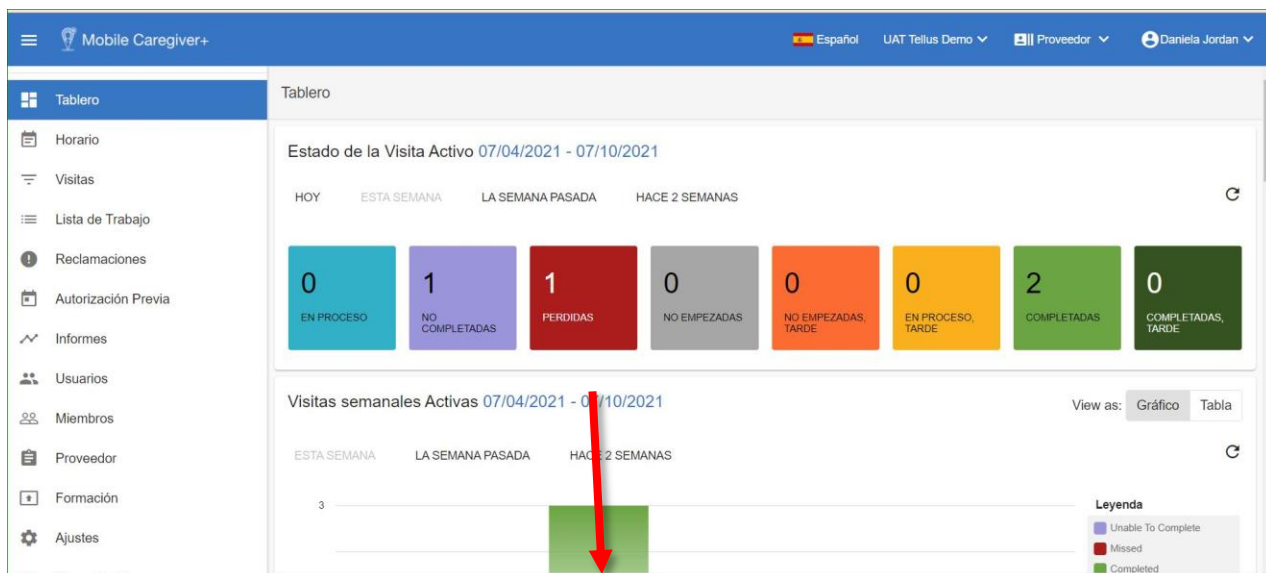 Mobile Caregiver+
Español UAT Tellus Demo Proveedor Daniela Jordan
Tablero
Horario
Visitas
Lista de Trabajo
Reclamaciones
Autorización Previa
Informes
Usuarios
Miembros
Proveedor
Formación
Ajustes
Tablero
Estado de la Visita Activo 07/04/2021 - 07/10/2021
HOY ESTA SEMANA LA SEMANA PASADA HACE 2 SEMANAS
0
EN PROCESO
1
NO
COMPLETADAS
1
PERDIDAS
0
NO EMPEZADAS
0
NO EMPEZADAS,
TARDE
0
EN PROCESO,
TARDE
2
COMPLETADAS
0
COMPLETADAS,
TARDE
Visitas semanales Activas 07/04/2021 - 07/10/2021
View as: Gráfico Tabla
ESTA SEMANA LA SEMANA PASADA HACE 2 SEMANAS
3
Leyenda
Unable To Complete
Missed
Completed